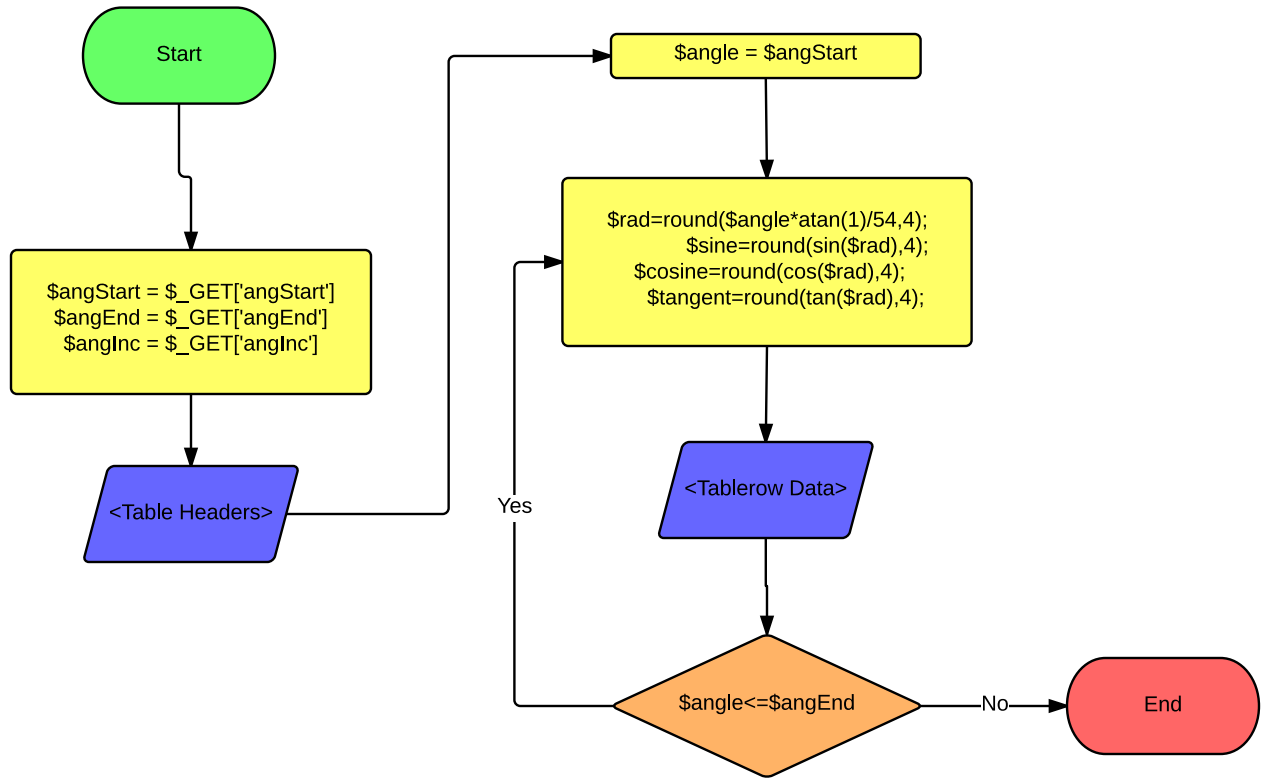 Start
$angStart = $_GET['angStart']
$angEnd = $_GET['angEnd']
$angInc = $_GET['angInc']
<Table Headers>
$angle = $angStart
$rad=round($angle*atan(1)/54,4);
$sine=round(sin($rad),4);
$cosine=round(cos($rad),4);
$tangent=round(tan($rad),4);
<Tablerow Data>
$angle<=$angEnd
Yes
No
End